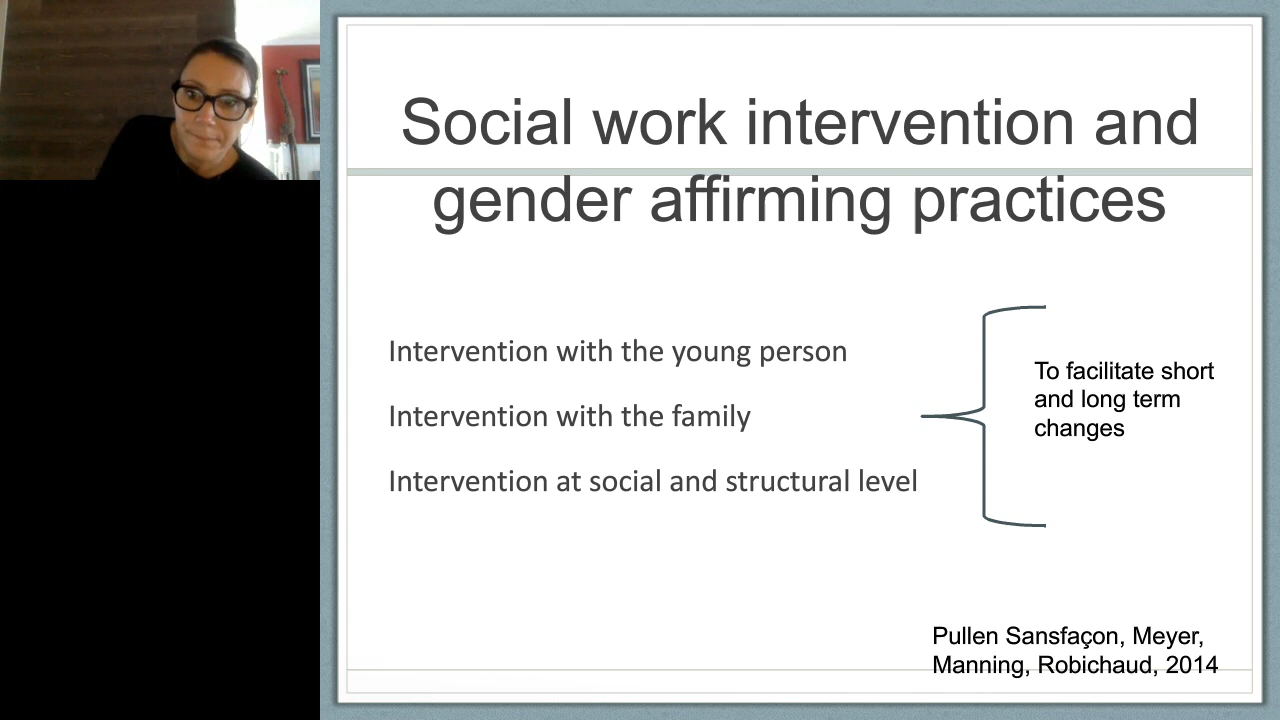 Social work intervention and
gender affirming practices
Intervention with the young person
Intervention with the family
Intervention at social and structural level
To facilitate short
and long term
changes
Pullen Sansfaçon, Meyer,
Manning, Robichaud, 2014